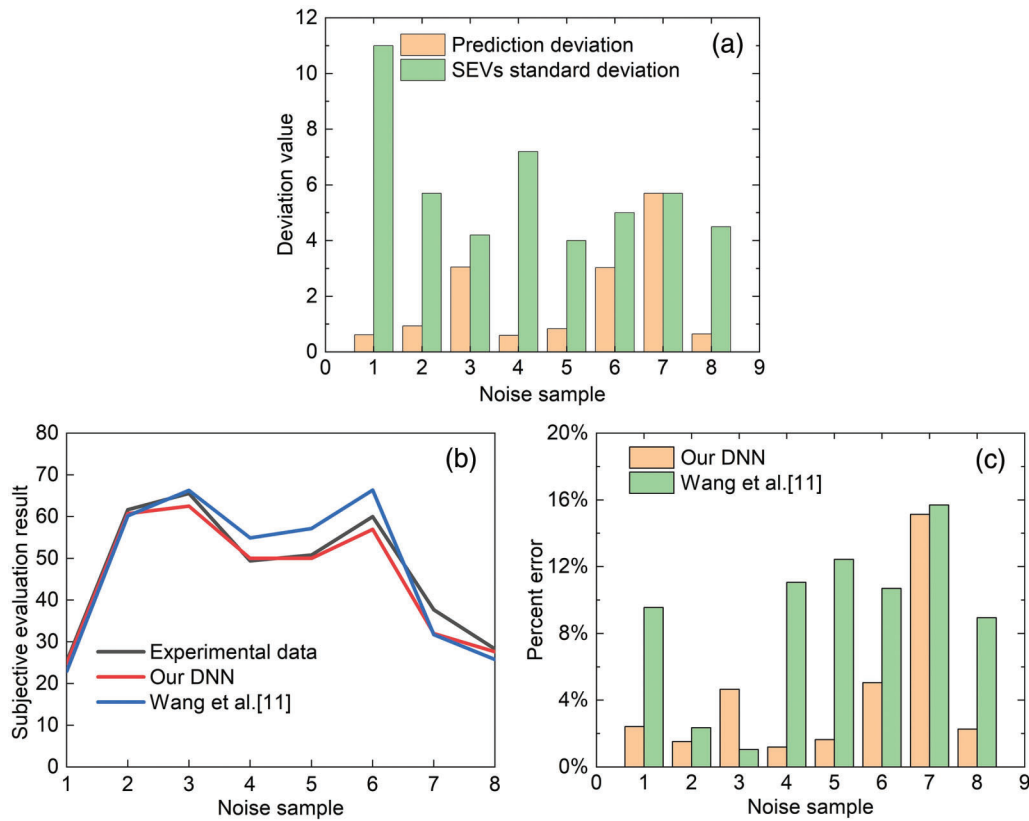 (a)
Prediction deviation
SEVs standard deviation
Deviation value
12
10
8
6
4
2
0
0 1 2 3 4 5 6 7 8 9
Noise sample
(b)
Subjective evaluation result
80
70
60
50
40
30
20
10
0
Experimental data
Our DNN
Wang et al.[11]
1 2 3 4 5 6 7 8
Noise sample
(c)
Percent error
20%
16%
12%
8%
4%
0%
Our DNN
Wang et al.[11]
0 1 2 3 4 5 6 7 8 9
Noise sample